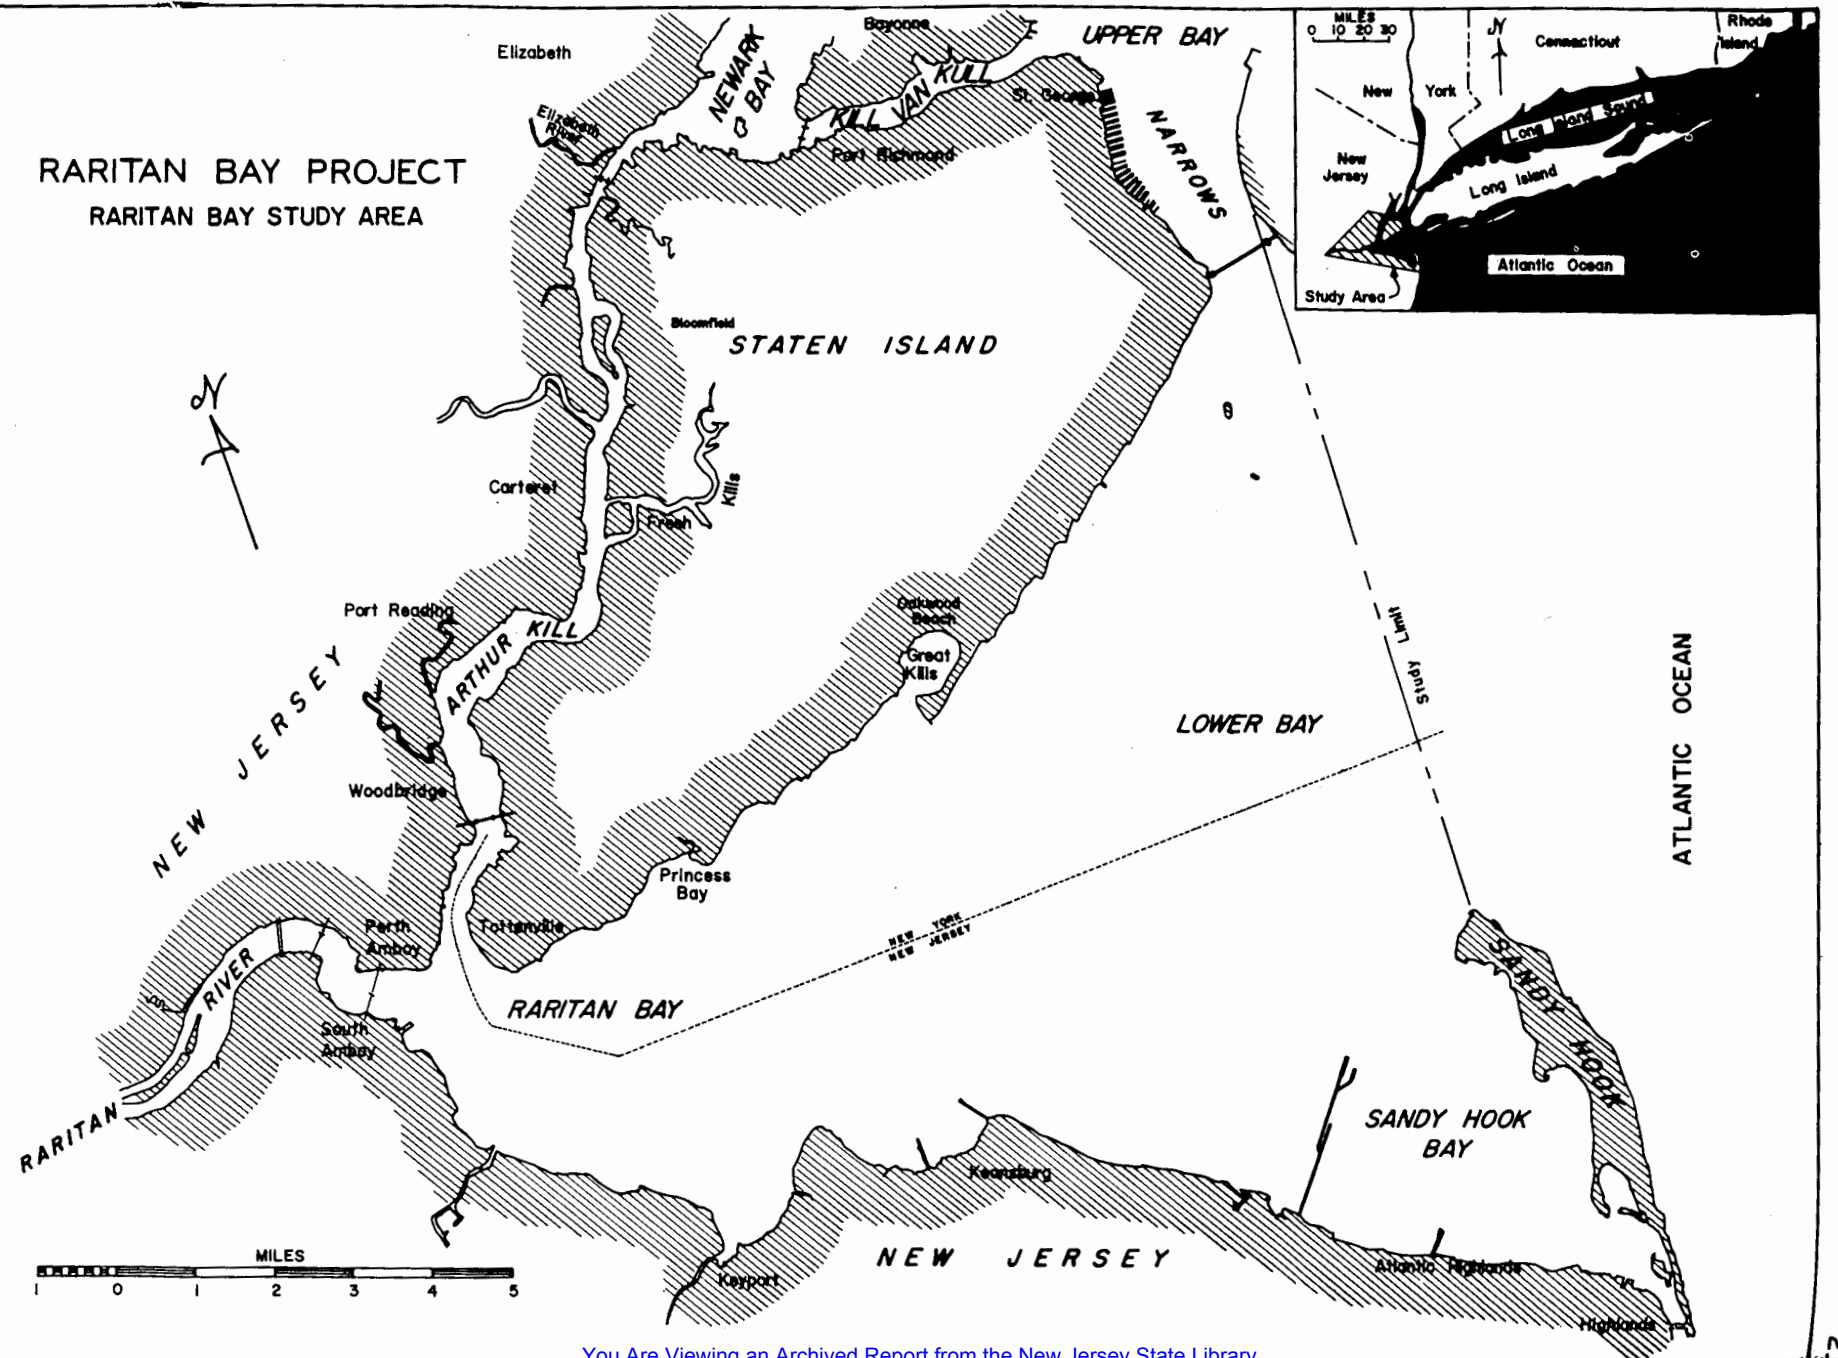 RARITAN BAY PROJECT
RARITAN BAY STUDY AREA
Elizabeth
Elizabeth
River
NEWARK
BAY
Bayonne
KILL VAN KULL
UPPER BAY
St. George
Port Richmond
NARROWS
MILES
0 10 20 30
N
Connecticut
Rhode
Island
New York
Long Island Sound
New
Jersey
Long Island
Atlantic Ocean
Study Area
Bloomfield
STATEN ISLAND
N
Carteret
Fresh Kills
Port Reading
ARTHUR KILL
Oakwood
Beach
Great
Kills
Study Limit
LOWER BAY
ATLANTIC OCEAN
NEW JERSEY
Woodbridge
Princess
Bay
Perth
Amboy
Tottenville
NEW YORK
NEW JERSEY
RARITAN RIVER
RARITAN BAY
South
Amboy
SANDY HOOK
SANDY HOOK
BAY
Keansburg
NEW JERSEY
Keyport
Atlantic Highlands
Highlands
MILES
1 0 1 2 3 4 5
You Are Viewing an Archived Report from the New Jersey State Library